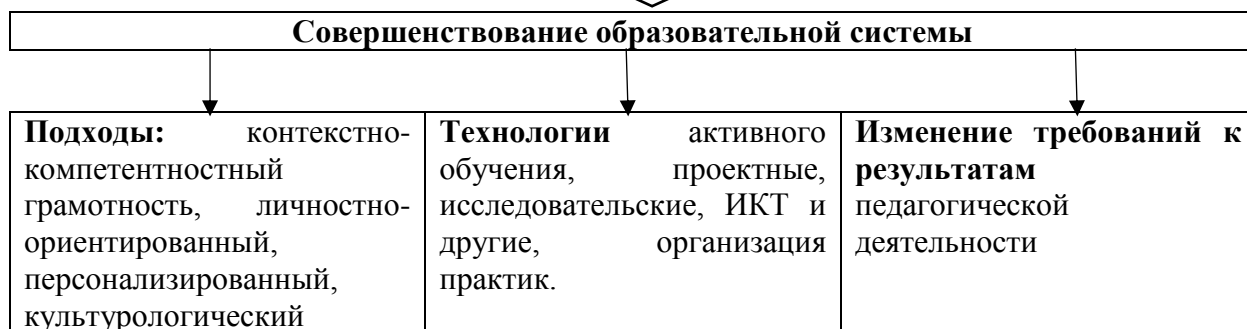 Совершенствование образовательной системы
Подходы: контекстно-
компетентностный
грамотность, личностно-
ориентированный,
персонализированный,
культурологический
Технологии активного
обучения, проектные,
исследовательские, ИКТ и
другие, организация
практик.
Изменение требований к
результатам
педагогической
деятельности